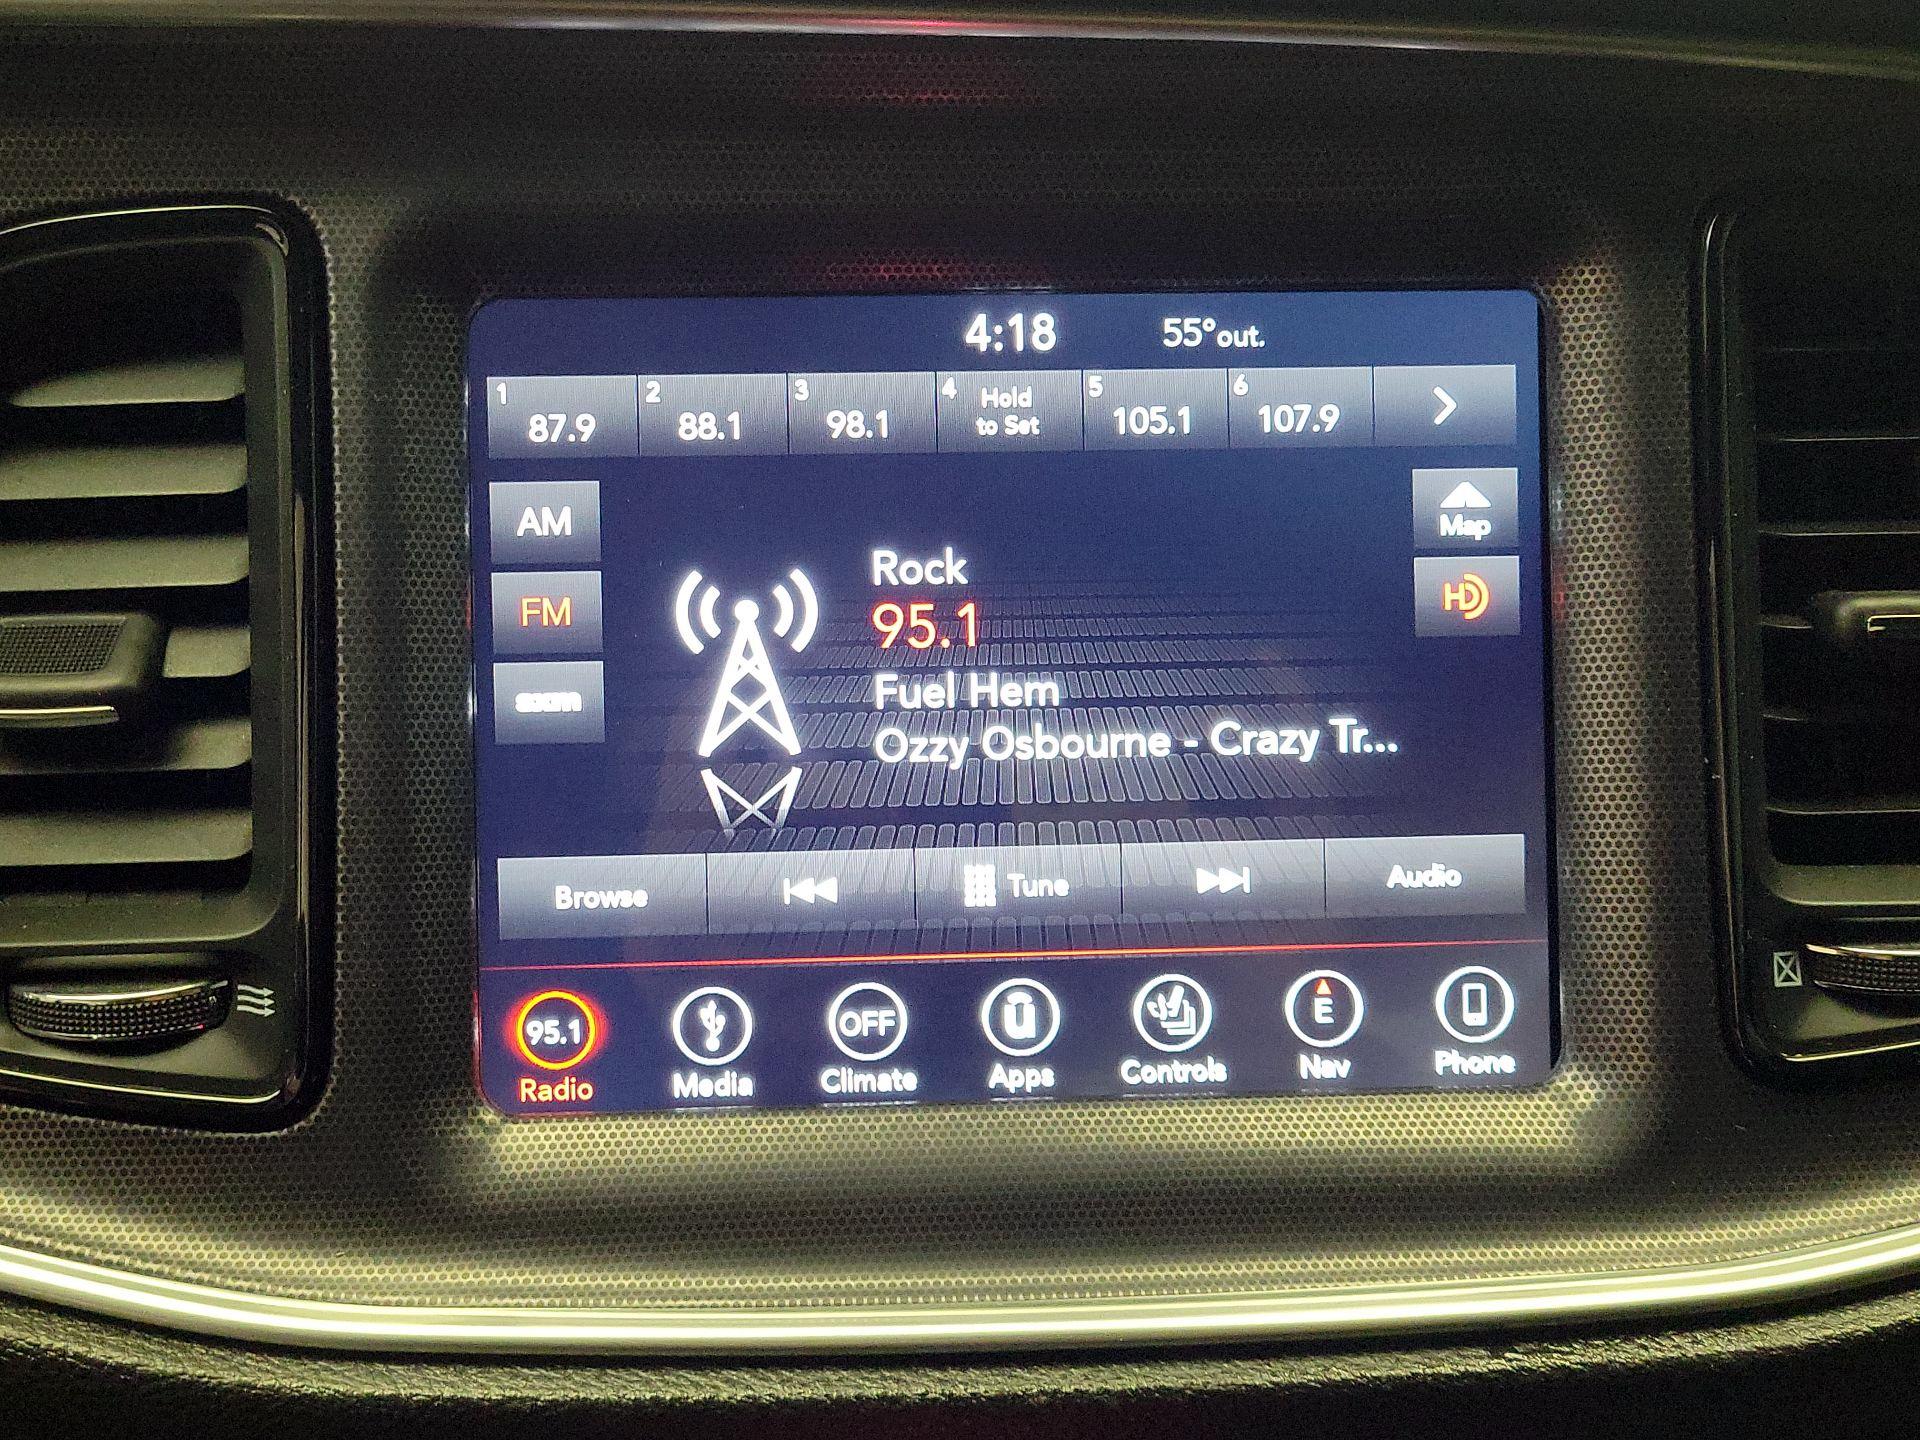 4:18 55°out.
1 87.9 2 88.1 3 98.1 4 Hold to Set 5 105.1 6 107.9
AM
Map
Rock
FM
95.1
HD
Fuel Hem
sxm
Ozzy Osbourne - Crazy Tr...
Browse Tune Audio
95.1 OFF E
Radio Media Climate Apps Controls Nav Phone